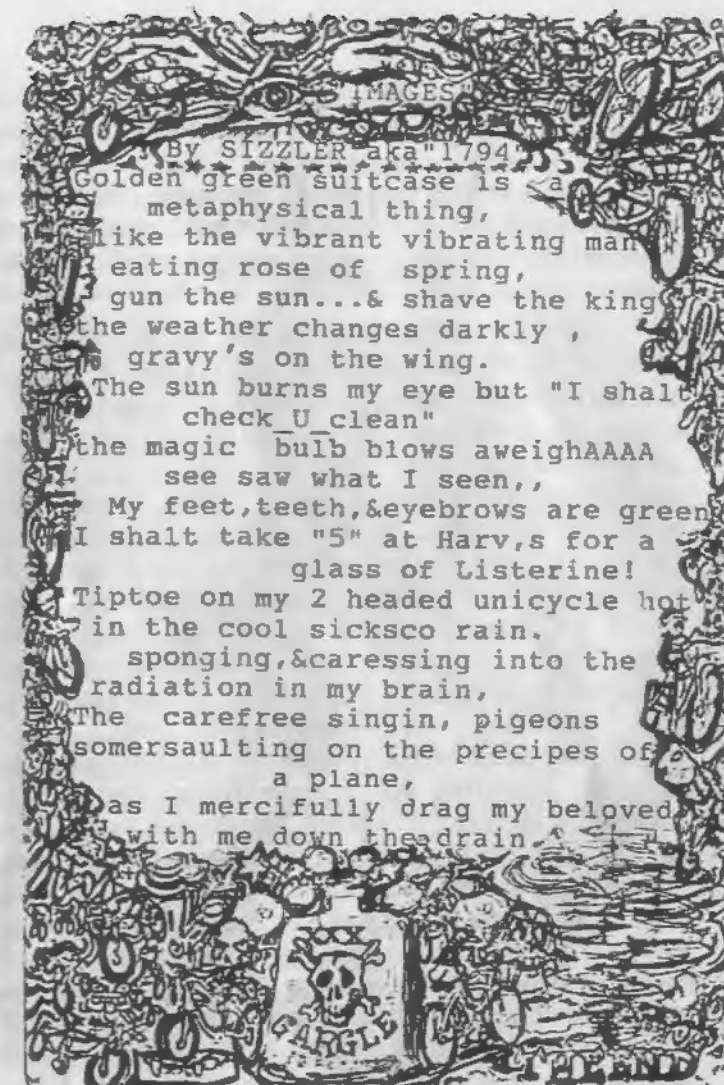 "IMAGES"
By SIZZLER aka"1794"
Golden green suitcase is a
metaphysical thing,
like the vibrant vibrating man
eating rose of spring,
gun the sun...& shave the king
the weather changes darkly ,
gravy's on the wing.
The sun burns my eye but "I shalt
check_U_clean"
the magic bulb blows aweighAAAA
see saw what I seen,,
My feet,teeth,&eyebrows are green
I shalt take "5" at Harv,s for a
glass of Listerine!
Tiptoe on my 2 headed unicycle hot
in the cool sicksco rain.
sponging,&caressing into the
radiation in my brain,
The carefree singin, pigeons
somersaulting on the precipes of
a plane,
as I mercifully drag my beloved
with me down the drain.
XXX
GARGLE
THE END